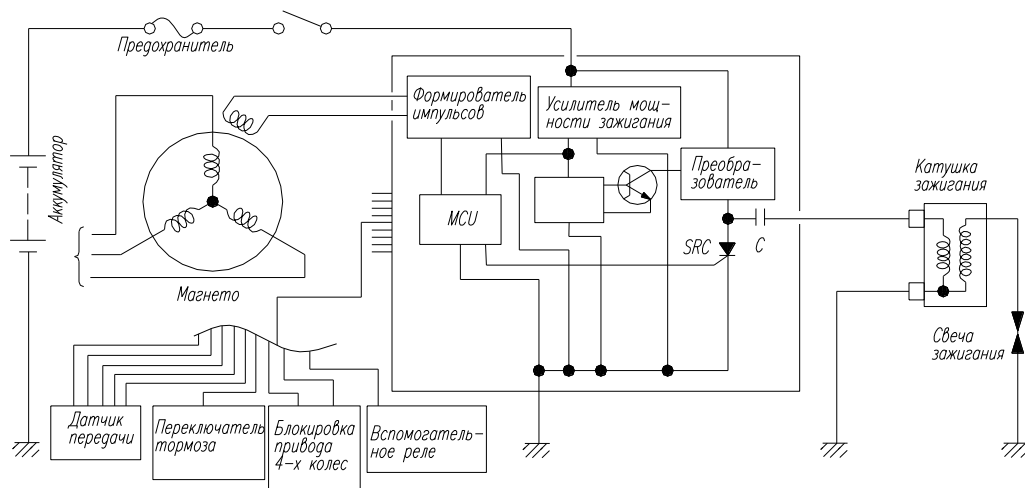 Предохранитель
Формирователь
импульсов
Усилитель мощ-
ности зажигания
Аккумулятор
Преобра-
зователь
Катушка
зажигания
MCU
SRC
C
Магнето
Свеча
зажигания
Датчик
передачи
Переключатель
тормоза
Блокировка
привода
4-х колес
Вспомогатель-
ное реле